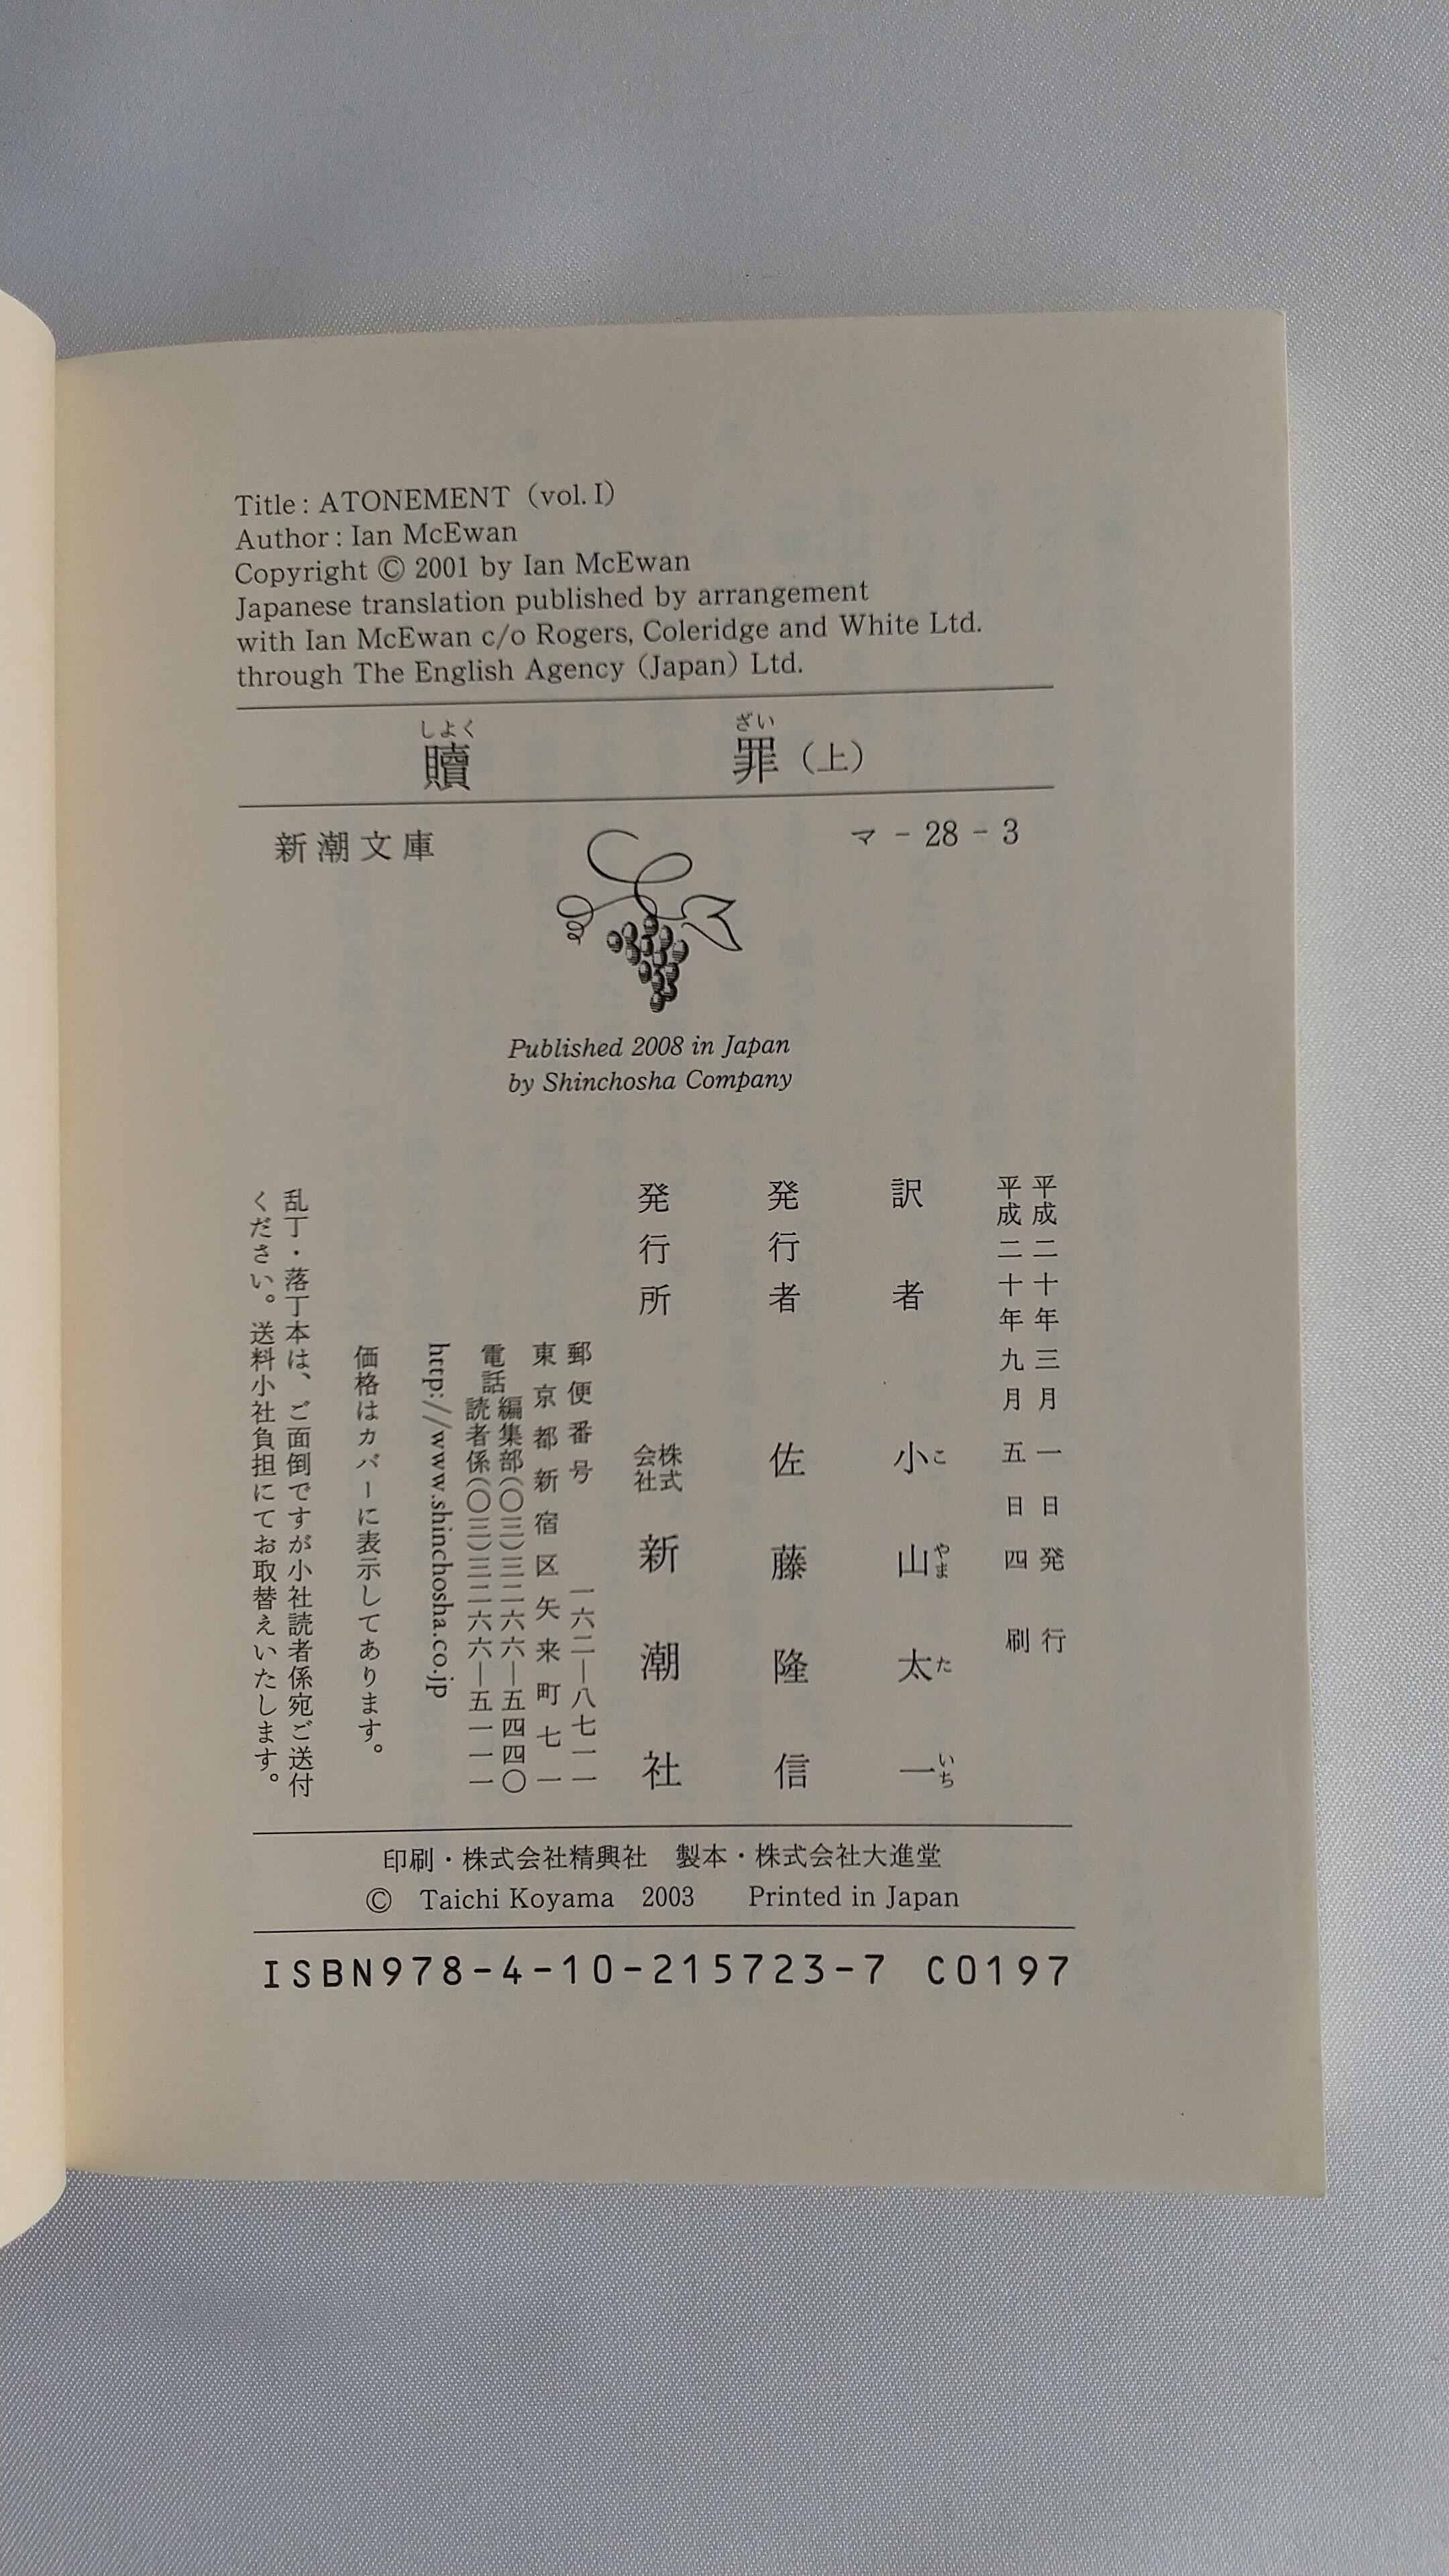 Title : ATONEMENT (vol. I)
Author : Ian McEwan
Copyright © 2001 by Ian McEwan
Japanese translation published by arrangement
with Ian McEwan c/o Rogers, Coleridge and White Ltd.
through The English Agency (Japan) Ltd.
しよく ざい
贖罪(上)
新潮文庫 マ - 28 - 3
Published 2008 in Japan
by Shinchosha Company
平成二十年三月一日発行
平成二十年九月五日四刷
訳者 小山太一
こ やま た いち
発行者 佐藤隆信
発行所 株式会社 新潮社
郵便番号 一六二―八七一一
東京都新宿区矢来町七一
電話 編集部(〇三)三二六六―五四四〇
読者係(〇三)三二六六―五一一一
http://www.shinchosha.co.jp
価格はカバーに表示してあります。
乱丁・落丁本は、ご面倒ですが小社読者係宛ご送付
ください。送料小社負担にてお取替えいたします。
印刷・株式会社精興社 製本・株式会社大進堂
© Taichi Koyama 2003 Printed in Japan
ISBN978-4-10-215723-7 C0197